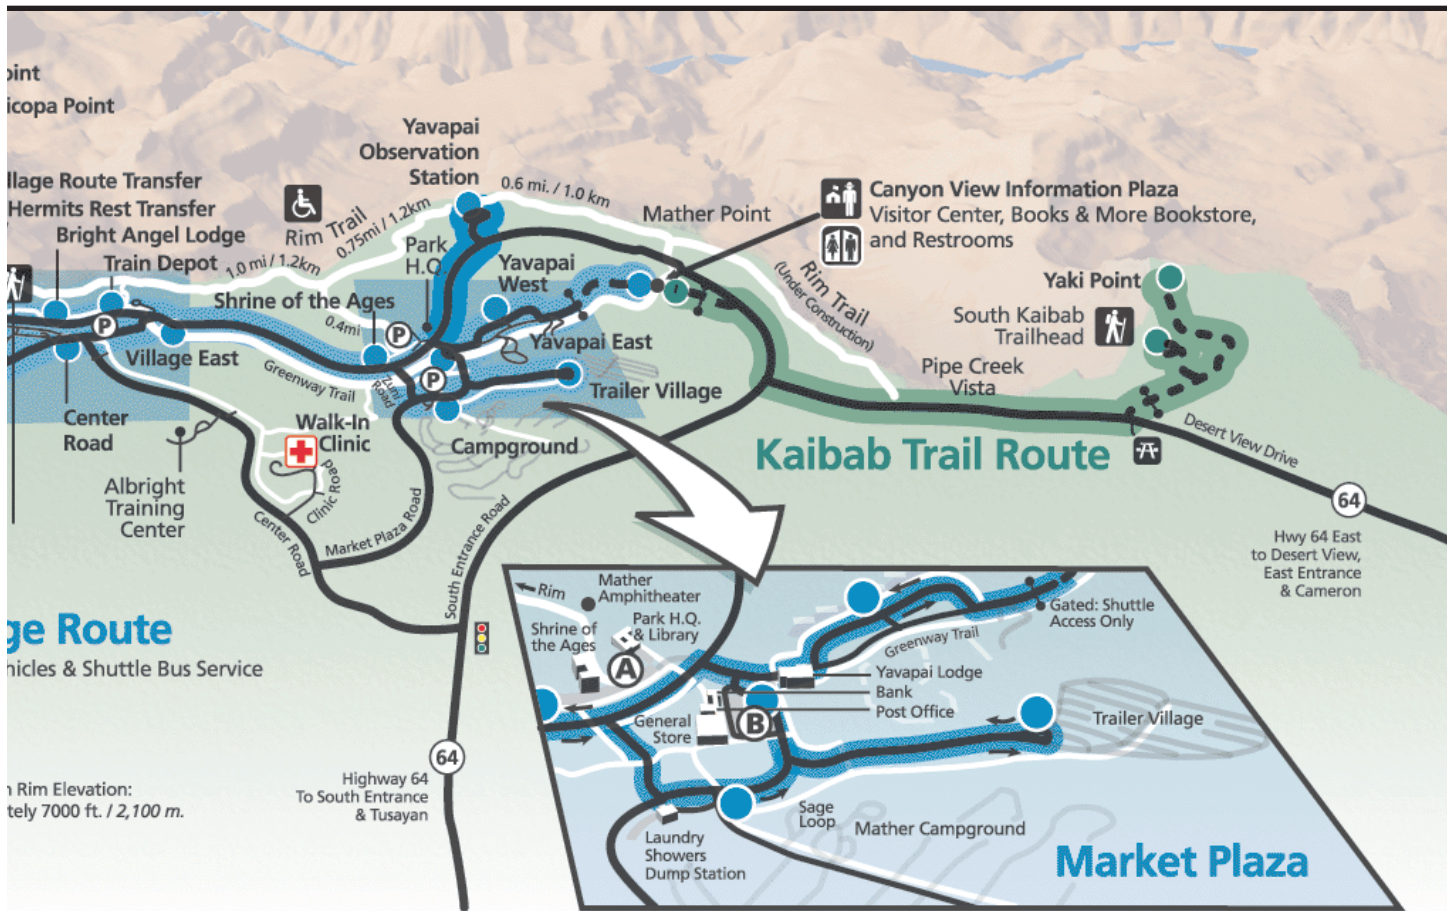 oint
icopa Point
llage Route Transfer
Hermits Rest Transfer
Bright Angel Lodge
Train Depot
Yavapai
Observation
Station
Rim Trail
0.75mi / 1.2km
1.0 mi / 1.2km
0.6 mi. / 1.0 km
Park
H.Q.
Mather Point
Canyon View Information Plaza
Visitor Center, Books & More Bookstore,
and Restrooms
Yavapai
West
Shrine of the Ages
0.4mi
P
P
P
Rim Trail
(Under Construction)
Yaki Point
South Kaibab
Trailhead
Village East
Greenway Trail
Zuni
Road
Yavapai East
Trailer Village
Pipe Creek
Vista
Center
Road
Walk-In
Clinic
Campground
Kaibab Trail Route
Desert View Drive
64
Albright
Training
Center
Clinic Road
Center Road
Market Plaza Road
South Entrance Road
Hwy 64 East
to Desert View,
East Entrance
& Cameron
ge Route
hicles & Shuttle Bus Service
n Rim Elevation:
tely 7000 ft. / 2,100 m.
64
Highway 64
To South Entrance
& Tusayan
Rim
Mather
Amphitheater
Park H.Q.
& Library
Shrine of
the Ages
A
Gated: Shuttle
Access Only
Greenway Trail
Yavapai Lodge
Bank
Post Office
General
Store
B
Trailer Village
Sage
Loop
Mather Campground
Laundry
Showers
Dump Station
Market Plaza